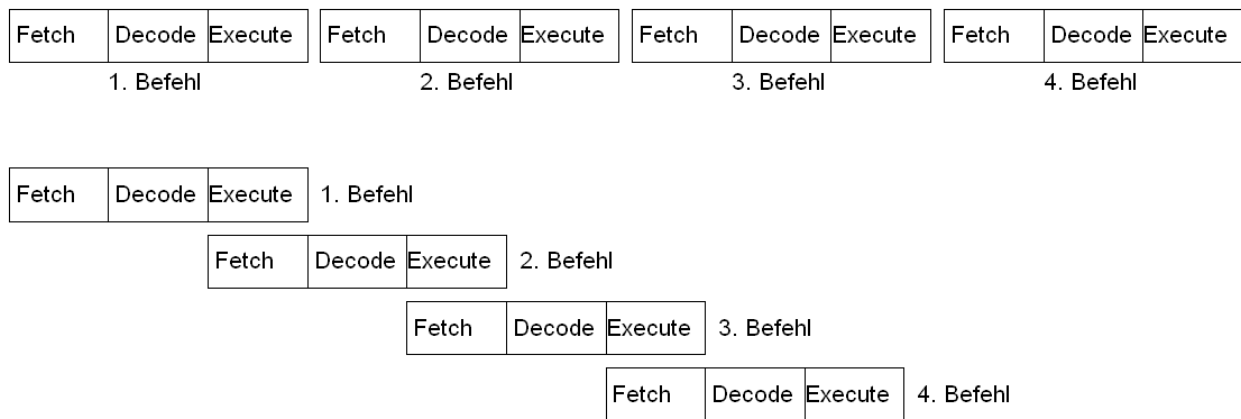 Fetch Decode Execute Fetch Decode Execute Fetch Decode Execute Fetch Decode Execute
1. Befehl 2. Befehl 3. Befehl 4. Befehl
Fetch Decode Execute 1. Befehl
Fetch Decode Execute 2. Befehl
Fetch Decode Execute 3. Befehl
Fetch Decode Execute 4. Befehl